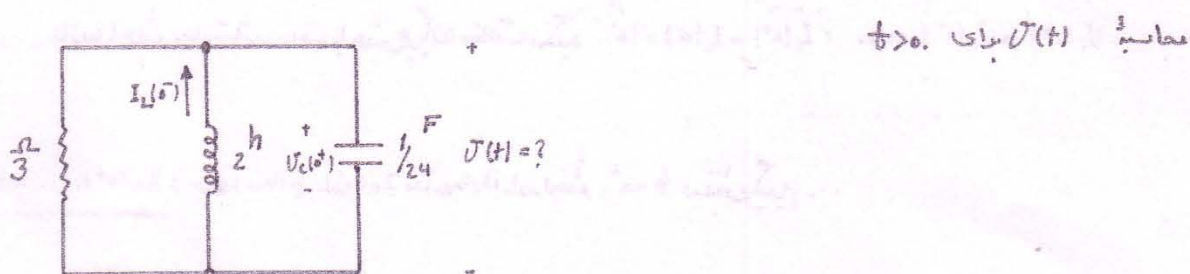 محاسبهٔ V(t) برای t>0.
I_L(0^-)
Ω
3
2^h
+
V_c(0^+)
-
1/24 F
+
V(t)=?
-